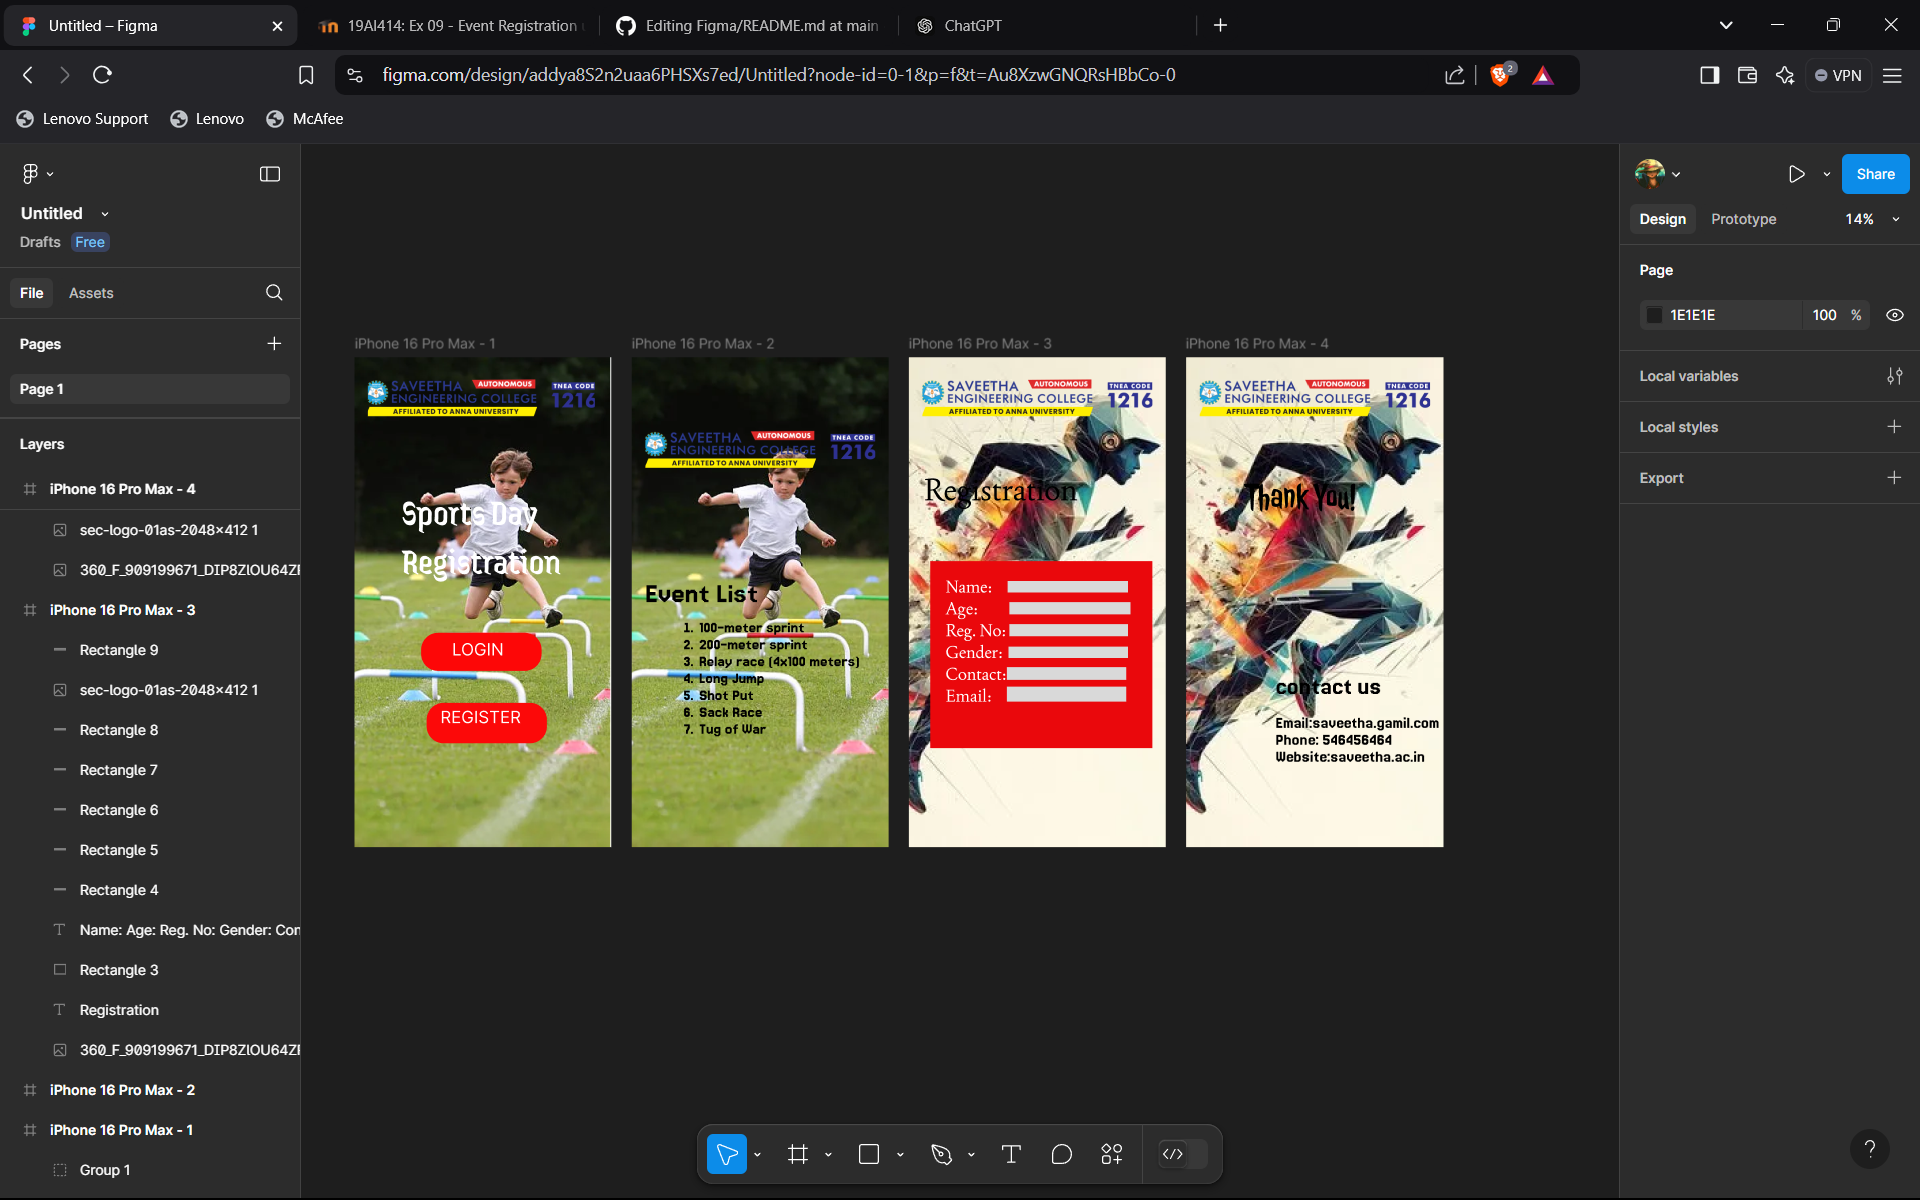 Untitled – Figma
19AI414: Ex 09 - Event Registration
Editing Figma/README.md at main
ChatGPT
figma.com/design/addya8S2n2uaa6PHSXs7ed/Untitled?node-id=0-1&p=f&t=Au8XzwGNQRsHBbCo-0
2
VPN
Lenovo Support
Lenovo
McAfee
Untitled
Drafts
Free
File
Assets
Pages
Page 1
Layers
iPhone 16 Pro Max - 4
sec-logo-01as-2048×412 1
360_F_909199671_DIP8ZIOU64ZI
iPhone 16 Pro Max - 3
Rectangle 9
sec-logo-01as-2048×412 1
Rectangle 8
Rectangle 7
Rectangle 6
Rectangle 5
Rectangle 4
Name: Age: Reg. No: Gender: Con
Rectangle 3
Registration
360_F_909199671_DIP8ZIOU64ZI
iPhone 16 Pro Max - 2
iPhone 16 Pro Max - 1
Group 1
iPhone 16 Pro Max - 1
SAVEETHA AUTONOMOUS
ENGINEERING COLLEGE
AFFILIATED TO ANNA UNIVERSITY
TNEA CODE
1216
Sports Day
Registration
LOGIN
REGISTER
iPhone 16 Pro Max - 2
SAVEETHA AUTONOMOUS
ENGINEERING COLLEGE
AFFILIATED TO ANNA UNIVERSITY
TNEA CODE
1216
Event List
1. 100-meter sprint
2. 200-meter sprint
3. Relay race (4x100 meters)
4. Long Jump
5. Shot Put
6. Sack Race
7. Tug of War
iPhone 16 Pro Max - 3
SAVEETHA AUTONOMOUS
ENGINEERING COLLEGE
AFFILIATED TO ANNA UNIVERSITY
TNEA CODE
1216
Registration
Name:
Age:
Reg. No:
Gender:
Contact:
Email:
iPhone 16 Pro Max - 4
SAVEETHA AUTONOMOUS
ENGINEERING COLLEGE
AFFILIATED TO ANNA UNIVERSITY
TNEA CODE
1216
Thank You!
contact us
Email:saveetha.gamil.com
Phone: 546456464
Website:saveetha.ac.in
Share
Design
Prototype
14%
Page
1E1E1E
100 %
Local variables
Local styles
Export
?